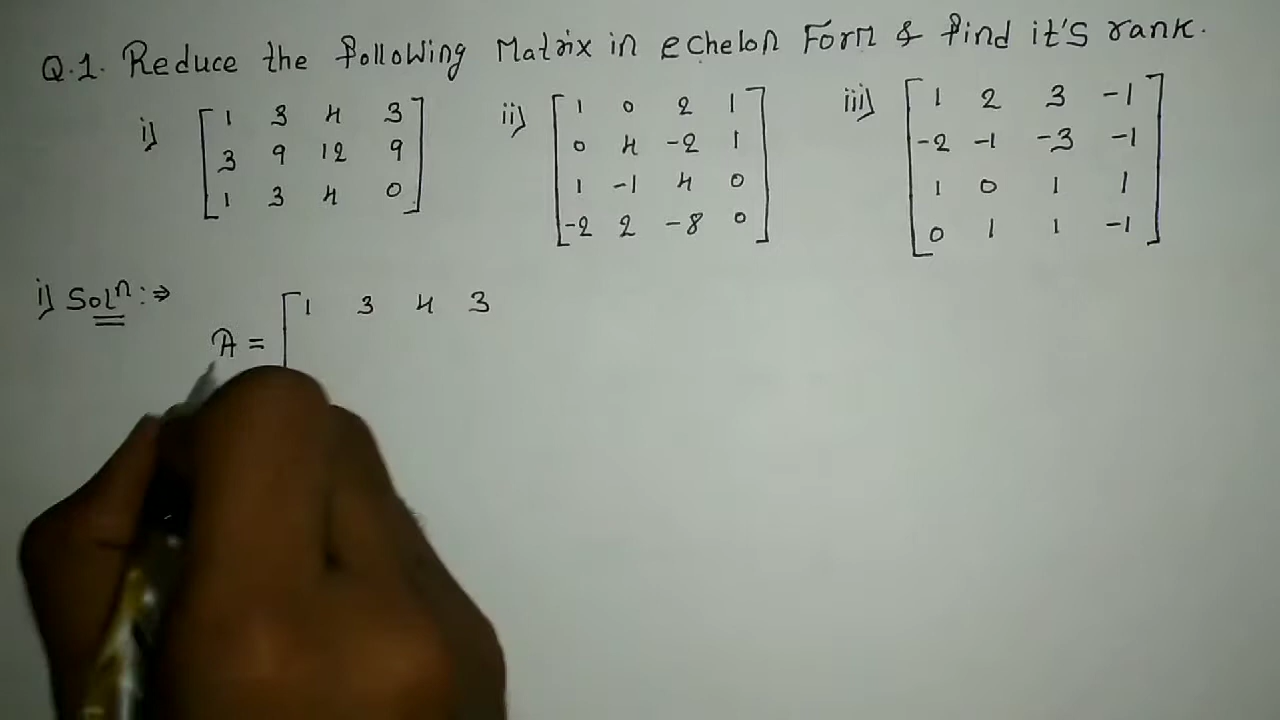 Q.1. Reduce the following Matrix in echelon Form & find it's rank.
i) [1 3 4 3 ii) [1 0 2 1] iii) [1 2 3 -1
3 9 12 9 0 4 -2 1 -2 -1 -3 -1
1 3 4 0] 1 -1 4 0 1 0 1 1
-2 2 -8 0] 0 1 1 -1]
i) Solⁿ :⇒ [1 3 4 3
A =